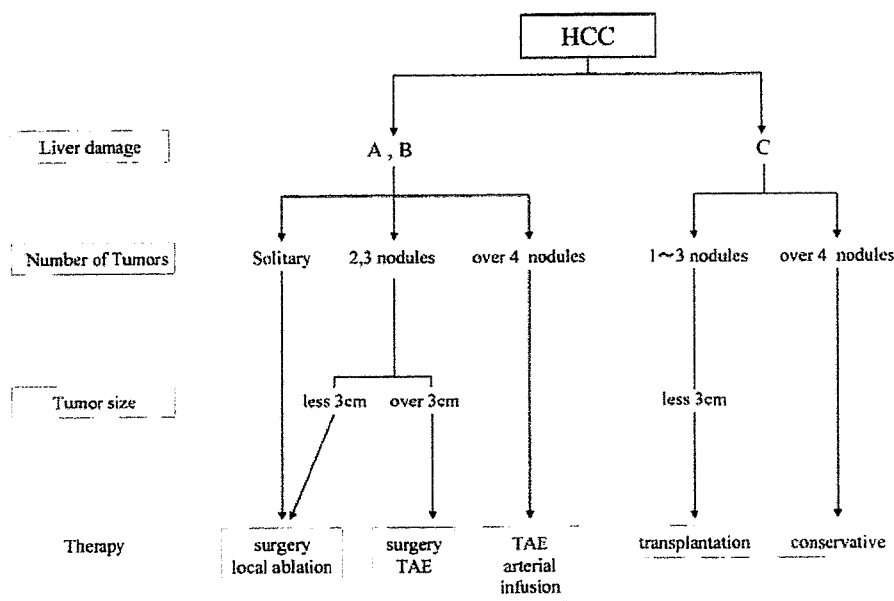 HCC
Liver damage
A , B
C
Number of Tumors
Solitary
2,3 nodules
over 4 nodules
1～3 nodules
over 4 nodules
Tumor size
less 3cm
over 3cm
less 3cm
Therapy
surgery
local ablation
surgery
TAE
TAE
arterial
infusion
transplantation
conservative